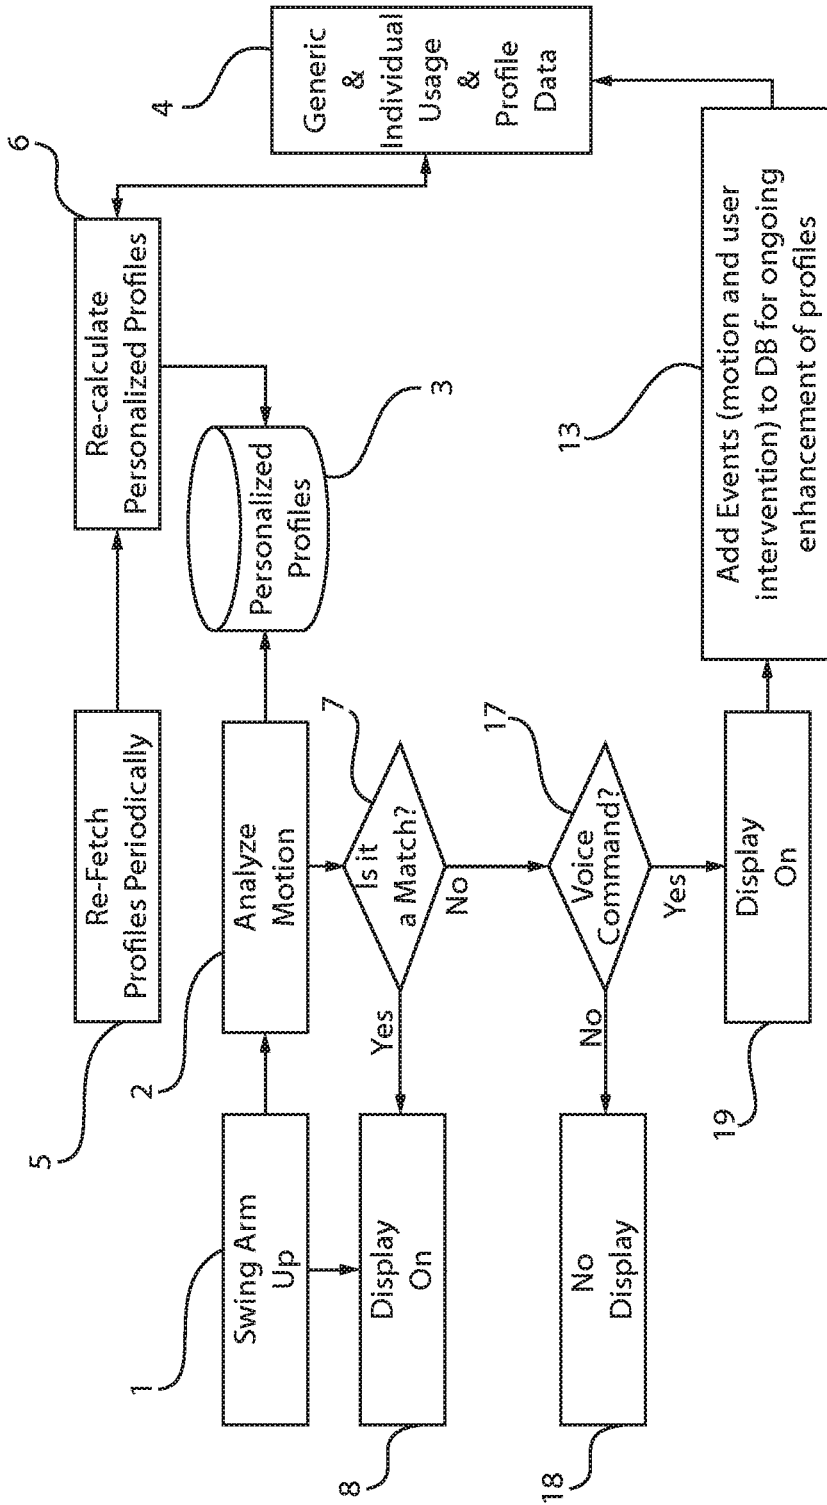 5
Re-Fetch
Profiles Periodically
6
Re-calculate
Personalized Profiles
4
Generic
&
Individual
Usage
&
Profile
Data
1
Swing Arm
Up
2
Analyze
Motion
3
Personalized
Profiles
8
Display
On
Yes
7
Is it
a Match?
No
18
No
Display
No
17
Voice
Command?
Yes
19
Display
On
13
Add Events (motion and user
intervention) to DB for ongoing
enhancement of profiles